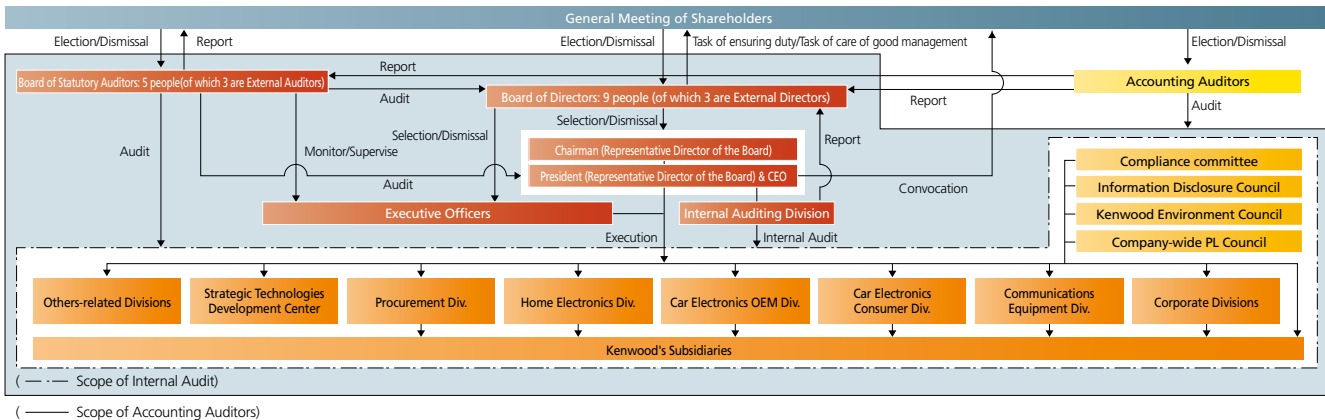 General Meeting of Shareholders
Election/Dismissal
Report
Election/Dismissal
Task of ensuring duty/Task of care of good management
Election/Dismissal
Board of Statutory Auditors: 5 people(of which 3 are External Auditors)
Report
Accounting Auditors
Audit
Board of Directors: 9 people (of which 3 are External Directors)
Report
Audit
Selection/Dismissal
Selection/Dismissal
Report
Audit
Monitor/Supervise
Chairman (Representative Director of the Board)
Compliance committee
Audit
President (Representative Director of the Board) & CEO
Convocation
Information Disclosure Council
Executive Officers
Internal Auditing Division
Kenwood Environment Council
Execution
Internal Audit
Company-wide PL Council
Others-related Divisions
Strategic Technologies
Development Center
Procurement Div.
Home Electronics Div.
Car Electronics OEM Div.
Car Electronics
Consumer Div.
Communications
Equipment Div.
Corporate Divisions
Kenwood's Subsidiaries
( Scope of Internal Audit)
( Scope of Accounting Auditors)